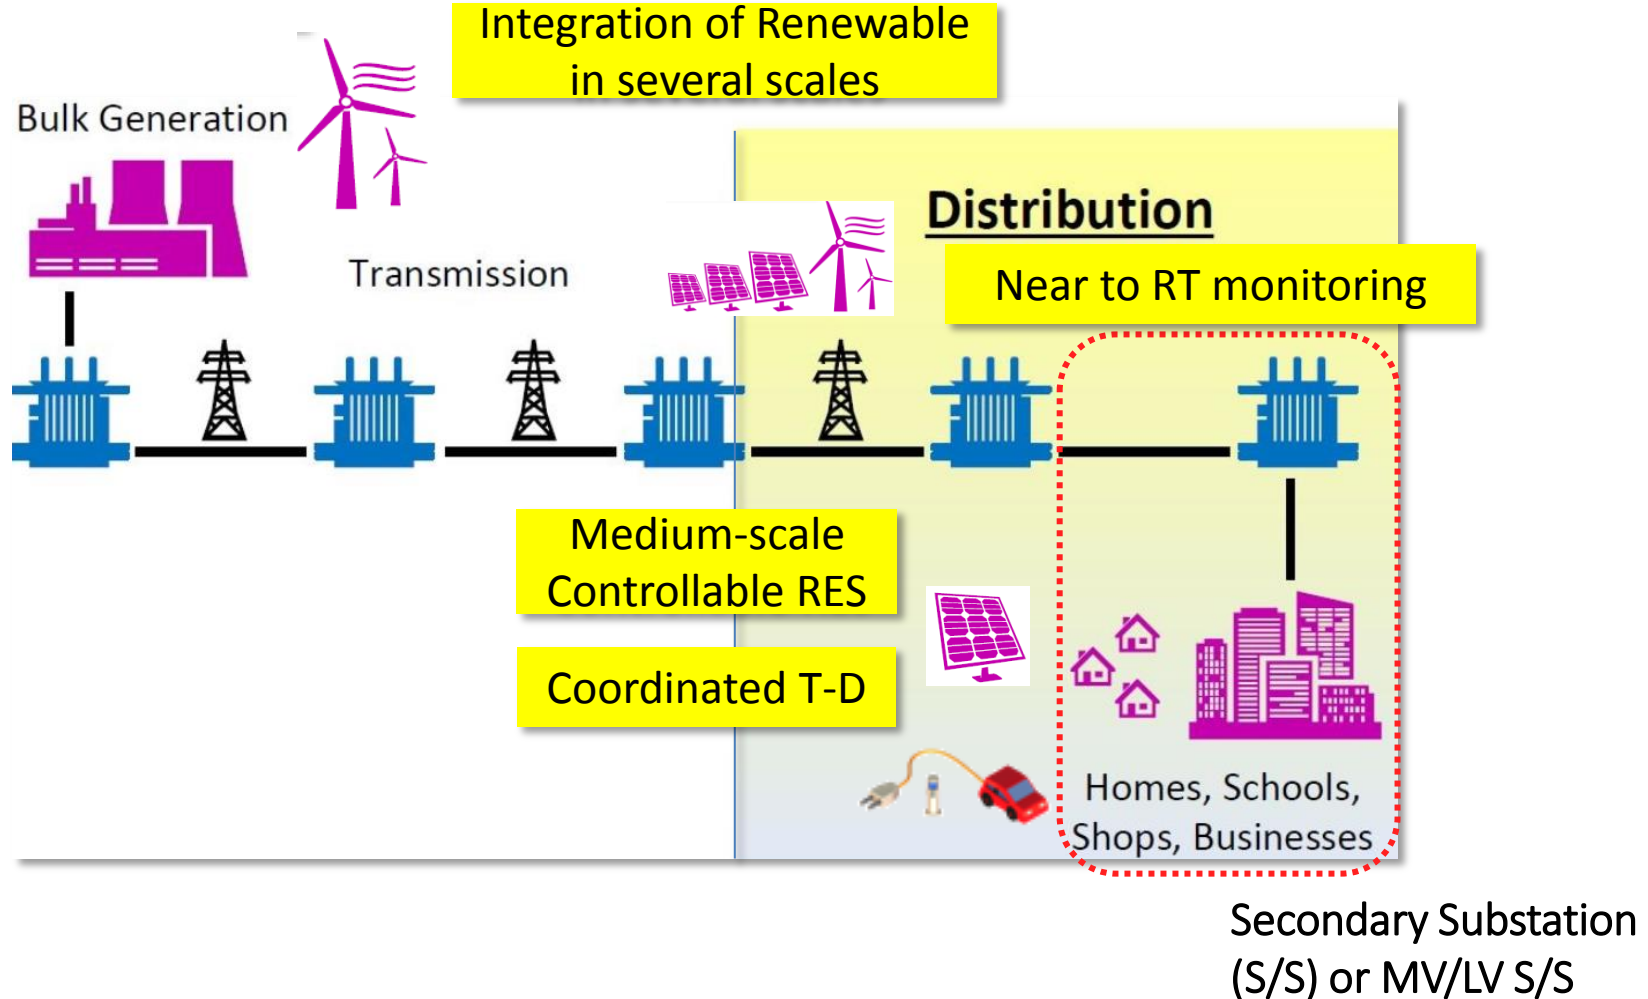 Integration of Renewable
in several scales
Bulk Generation
Distribution
Transmission
Near to RT monitoring
Medium-scale
Controllable RES
Coordinated T-D
Homes, Schools,
Shops, Businesses
Secondary Substation
(S/S) or MV/LV S/S